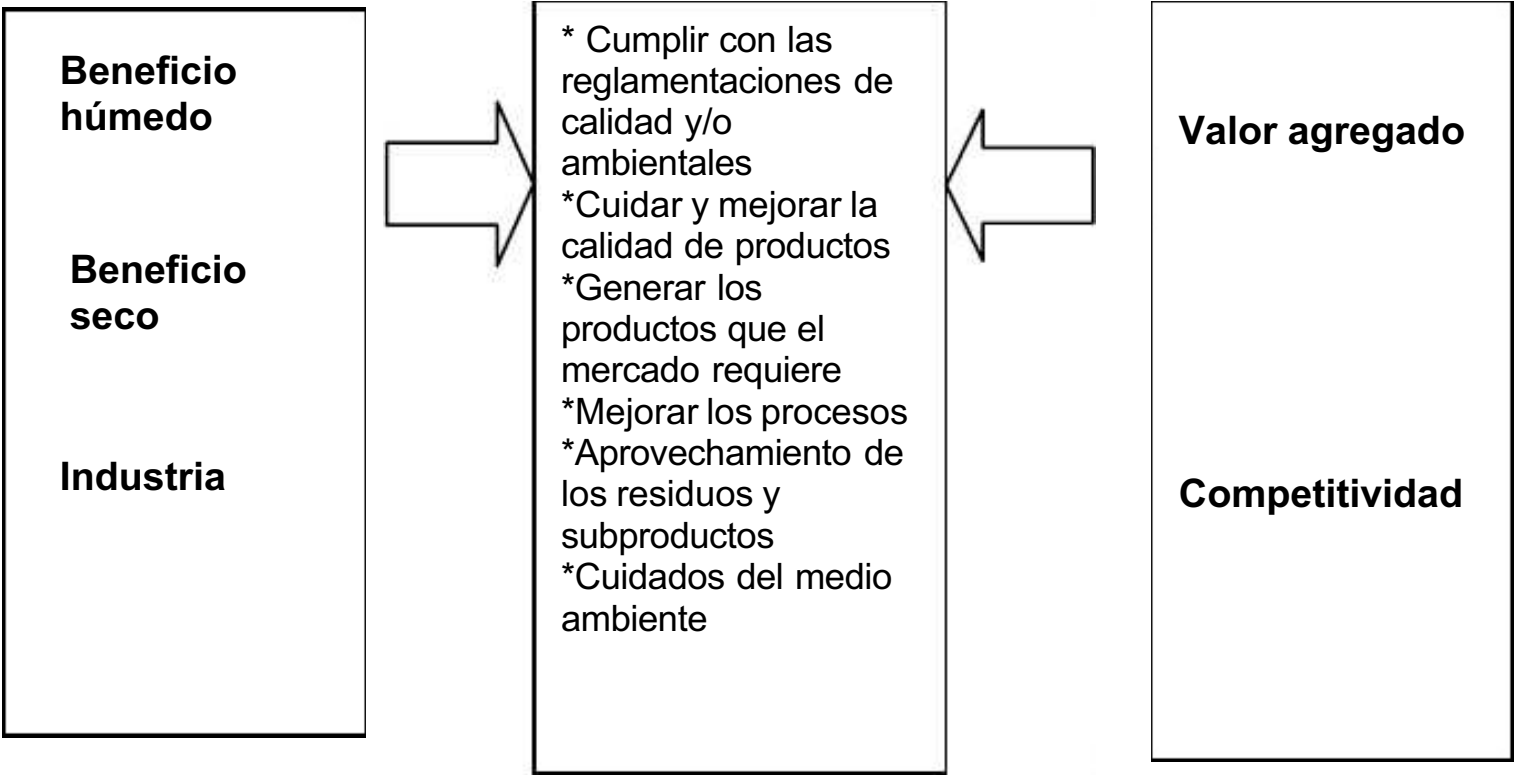 Beneficio
húmedo
Beneficio
seco
Industria
* Cumplir con las
reglamentaciones de
calidad y/o
ambientales
*Cuidar y mejorar la
calidad de productos
*Generar los
productos que el
mercado requiere
*Mejorar los procesos
*Aprovechamiento de
los residuos y
subproductos
*Cuidados del medio
ambiente
Valor agregado
Competitividad